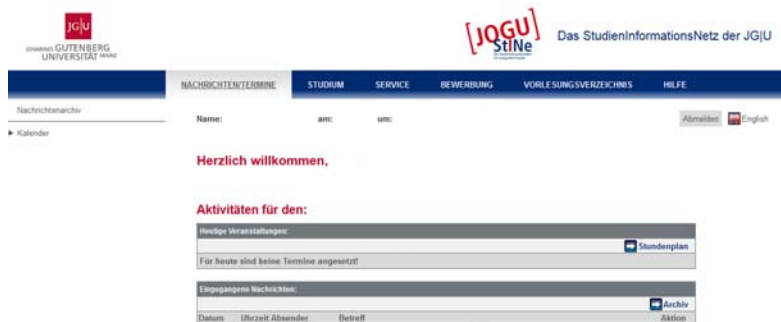 JG|U
JOHANNES GUTENBERG
UNIVERSITÄT MAINZ
[JOGU]
StINe
Das StudienInformationsNetz der JG|U
NACHRICHTEN/TERMINE STUDIUM SERVICE BEWERBUNG VORLESUNGSVERZEICHNIS HILFE
Nachrichtenarchiv
Kalender
Name: am: um: Abmelden English
Herzlich willkommen,
Aktivitäten für den:
Heutige Veranstaltungen:
Stundenplan
Für heute sind keine Termine angesetzt!
Eingegangene Nachrichten:
Archiv
Datum Uhrzeit Absender Betreff Aktion